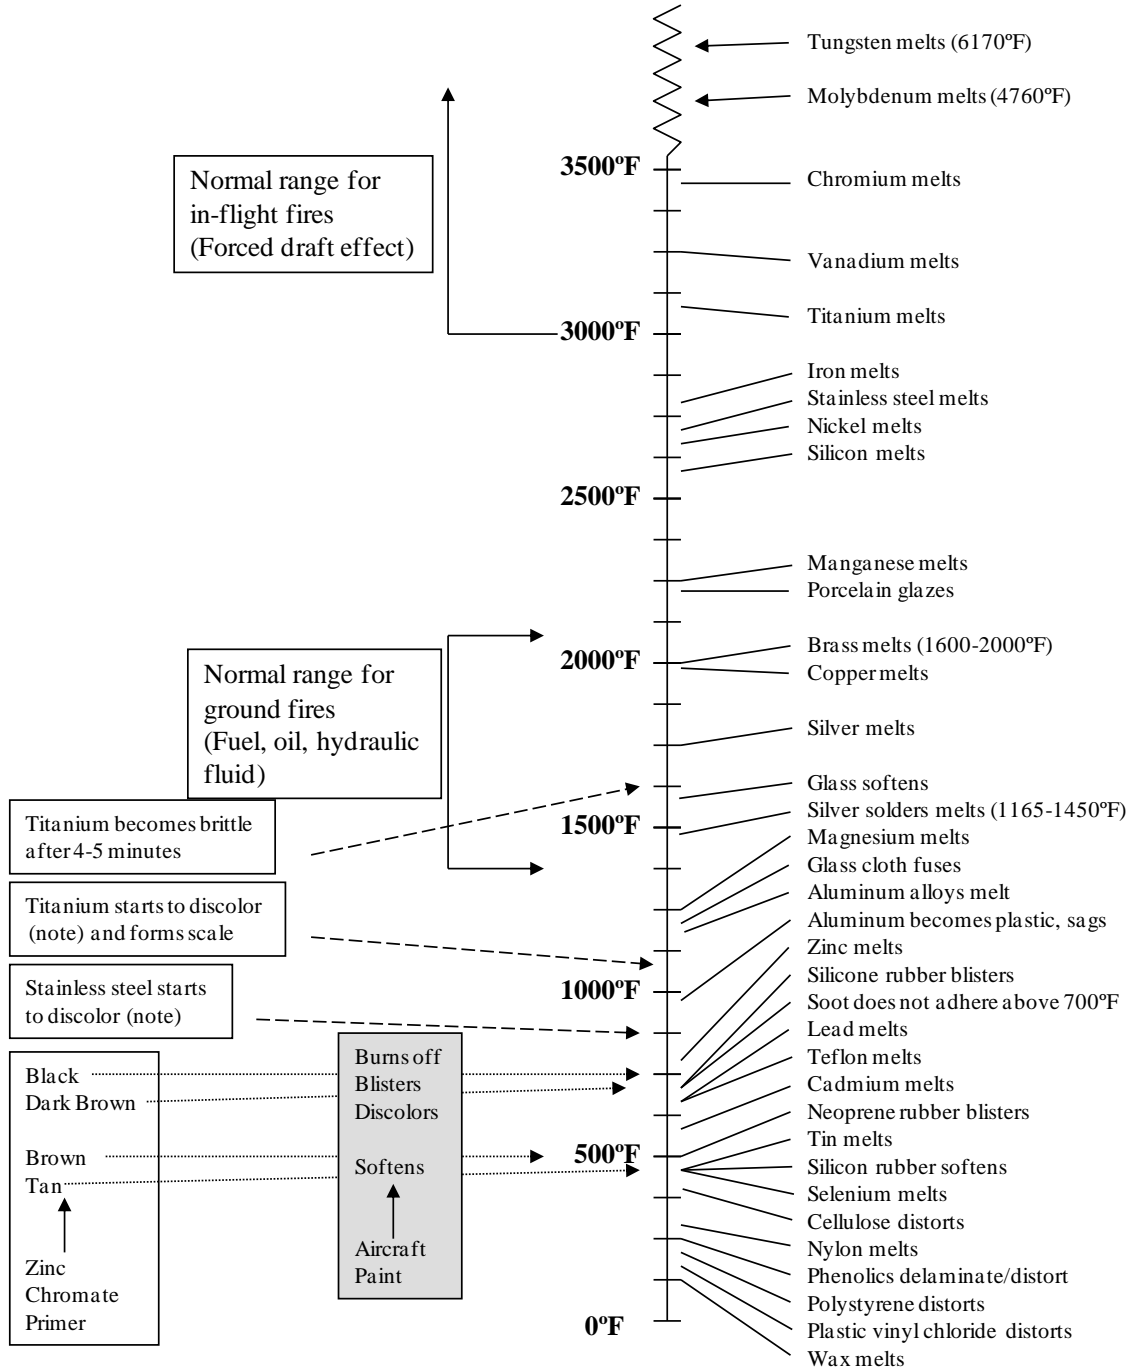 Tungsten melts (6170ºF)
Molybdenum melts (4760ºF)
3500ºF
Chromium melts
Normal range for
in-flight fires
(Forced draft effect)
Vanadium melts
Titanium melts
3000ºF
Iron melts
Stainless steel melts
Nickel melts
Silicon melts
2500ºF
Manganese melts
Porcelain glazes
Brass melts (1600-2000ºF)
2000ºF
Copper melts
Normal range for
ground fires
(Fuel, oil, hydraulic
fluid)
Silver melts
Glass softens
Silver solders melts (1165-1450ºF)
1500ºF
Titanium becomes brittle
after 4-5 minutes
Magnesium melts
Glass cloth fuses
Aluminum alloys melt
Titanium starts to discolor
(note) and forms scale
Aluminum becomes plastic, sags
Zinc melts
Silicone rubber blisters
1000ºF
Soot does not adhere above 700ºF
Stainless steel starts
to discolor (note)
Lead melts
Teflon melts
Cadmium melts
Neoprene rubber blisters
Tin melts
500ºF
Silicon rubber softens
Selenium melts
Cellulose distorts
Nylon melts
Phenolics delaminate/distort
Polystyrene distorts
0ºF
Plastic vinyl chloride distorts
Wax melts
Black
Dark Brown
Brown
Tan
Zinc
Chromate
Primer
Burns off
Blisters
Discolors
Softens
Aircraft
Paint